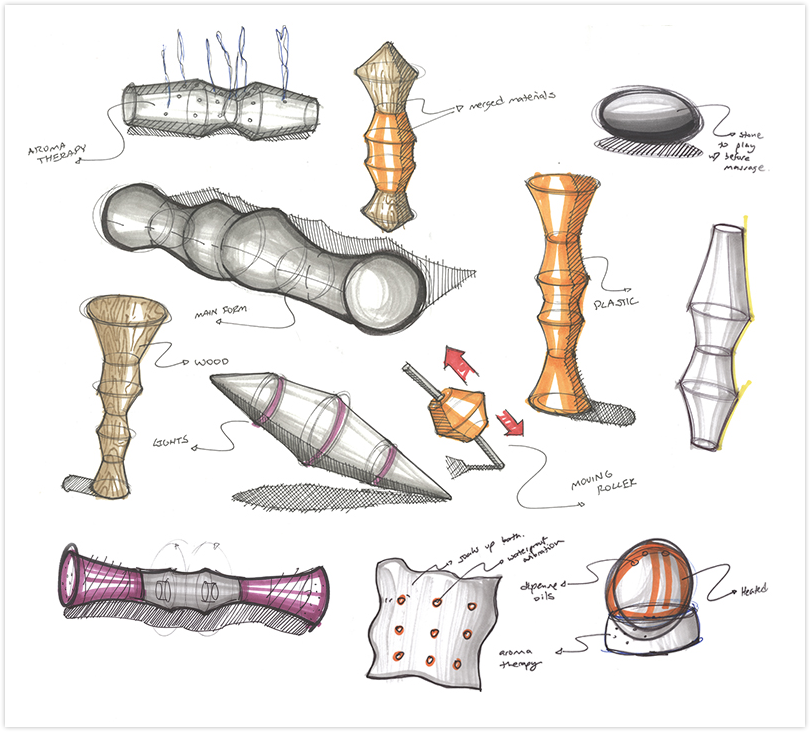 AROMA
THERAPY
merged materials
stone
to play
w/ before
massage.
MAIN FORM
PLASTIC
WOOD
LIGHTS
MOVING
ROLLER
soaks up bath.
waterproof
vibration
dispense
oils
Heated
aroma
therapy